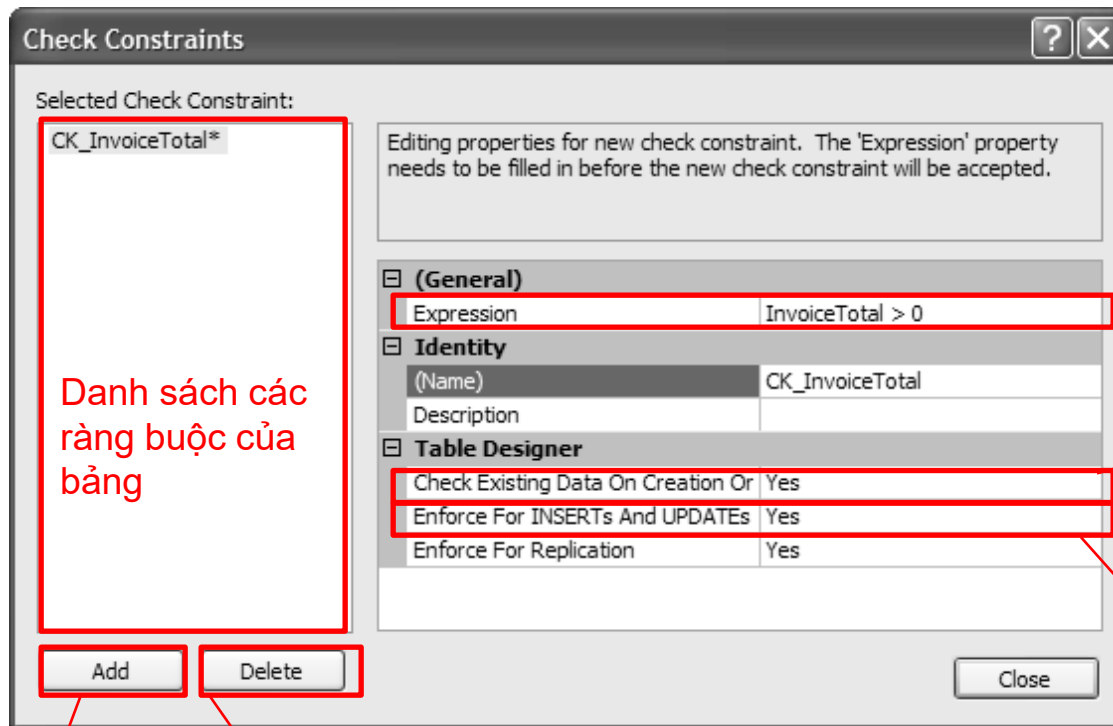 Check Constraints
Selected Check Constraint:
CK_InvoiceTotal*
Editing properties for new check constraint. The 'Expression' property
needs to be filled in before the new check constraint will be accepted.
(General)
Expression InvoiceTotal > 0
Identity
(Name) CK_InvoiceTotal
Description
Table Designer
Check Existing Data On Creation Or Yes
Enforce For INSERTs And UPDATEs Yes
Enforce For Replication Yes
Danh sách các
ràng buộc của
bảng
Add Delete Close